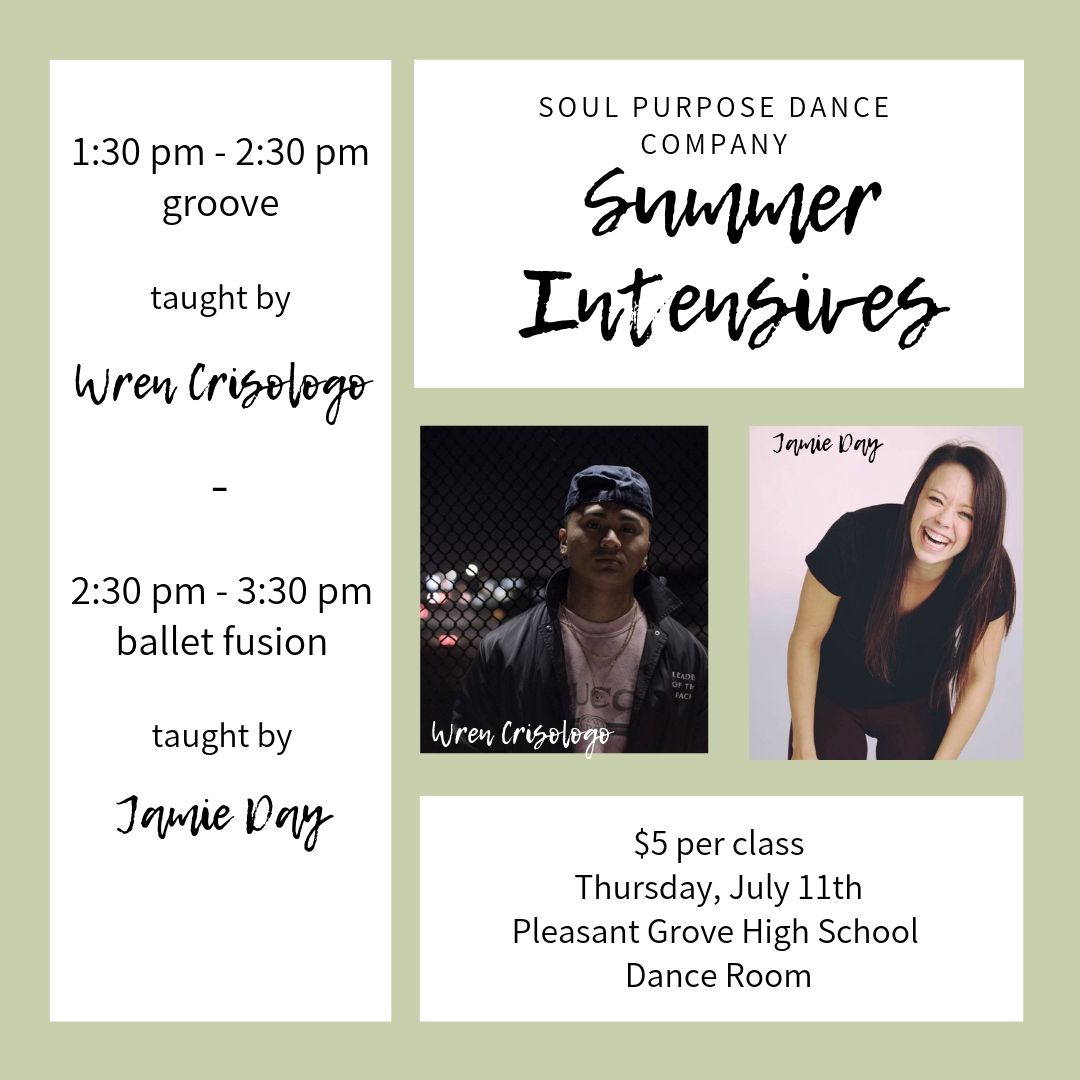 1:30 pm - 2:30 pm
groove
taught by
Wren Crisologo
-
2:30 pm - 3:30 pm
ballet fusion
taught by
Jamie Day
SOUL PURPOSE DANCE
COMPANY
Summer
Intensives
Wren Crisologo
Jamie Day
$5 per class
Thursday, July 11th
Pleasant Grove High School
Dance Room